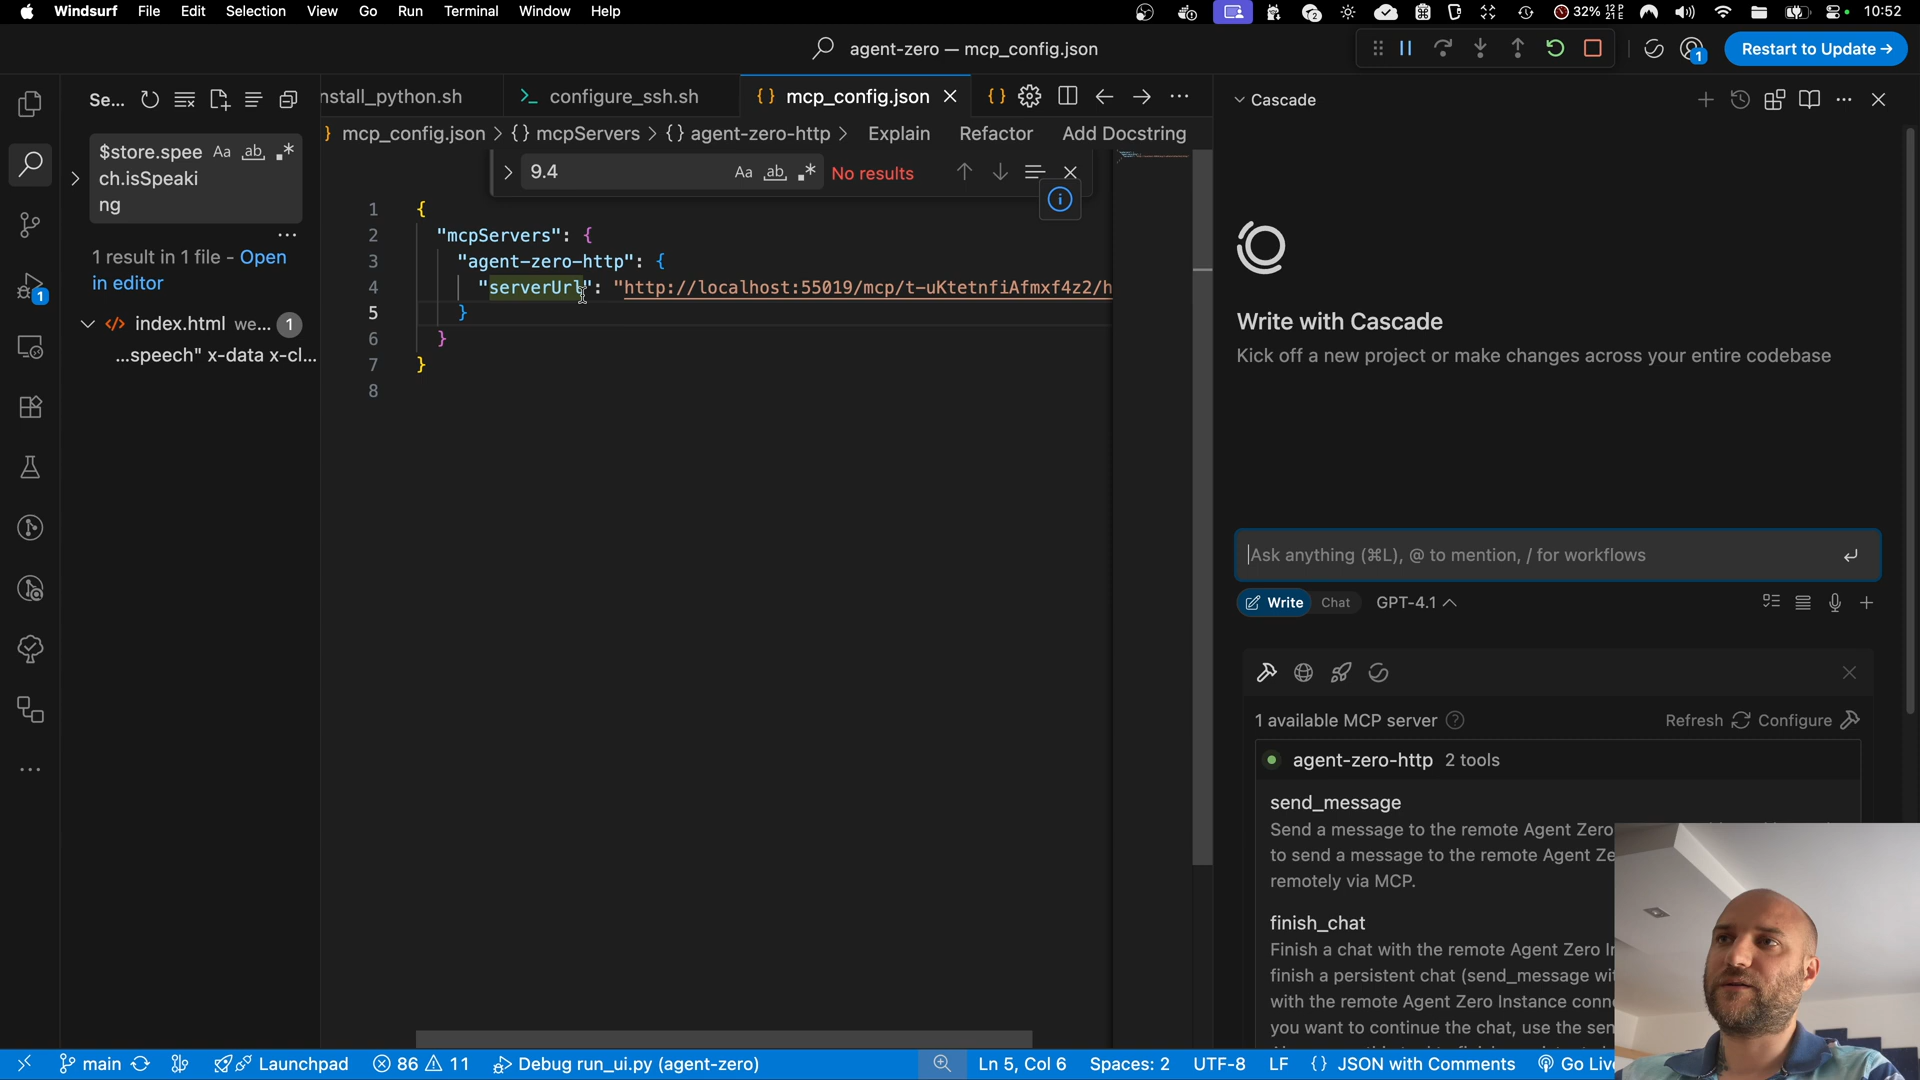 Windsurf File Edit Selection View Go Run Terminal Window Help
2
32%
10:52
agent-zero — mcp_config.json
1
Restart to Update →
Se...
nstall_python.sh
configure_ssh.sh
{} mcp_config.json
{}
Cascade
} mcp_config.json > {} mcpServers > {} agent-zero-http > Explain Refactor Add Docstring
$store.spee
ch.isSpeaki
ng
Aa ab
9.4
Aa ab
No results
1 result in 1 file - Open
in editor
index.html we... 1
...speech" x-data x-cl...
1
1 {
2 "mcpServers": {
3 "agent-zero-http": {
4 "serverUrl": "http://localhost:55019/mcp/t-uKtetnfiAfmxf4z2/h
5 }
6 }
7 }
8
Write with Cascade
Kick off a new project or make changes across your entire codebase
Ask anything (⌘L), @ to mention, / for workflows
Write Chat GPT-4.1
1 available MCP server
Refresh Configure
agent-zero-http 2 tools
send_message
Send a message to the remote Agent Zero
to send a message to the remote Agent Ze
remotely via MCP.
finish_chat
Finish a chat with the remote Agent Zero I
finish a persistent chat (send_message wi
with the remote Agent Zero Instance conn
you want to continue the chat, use the sen
main Launchpad 86 11 Debug run_ui.py (agent-zero) Ln 5, Col 6 Spaces: 2 UTF-8 LF {} JSON with Comments Go Liv